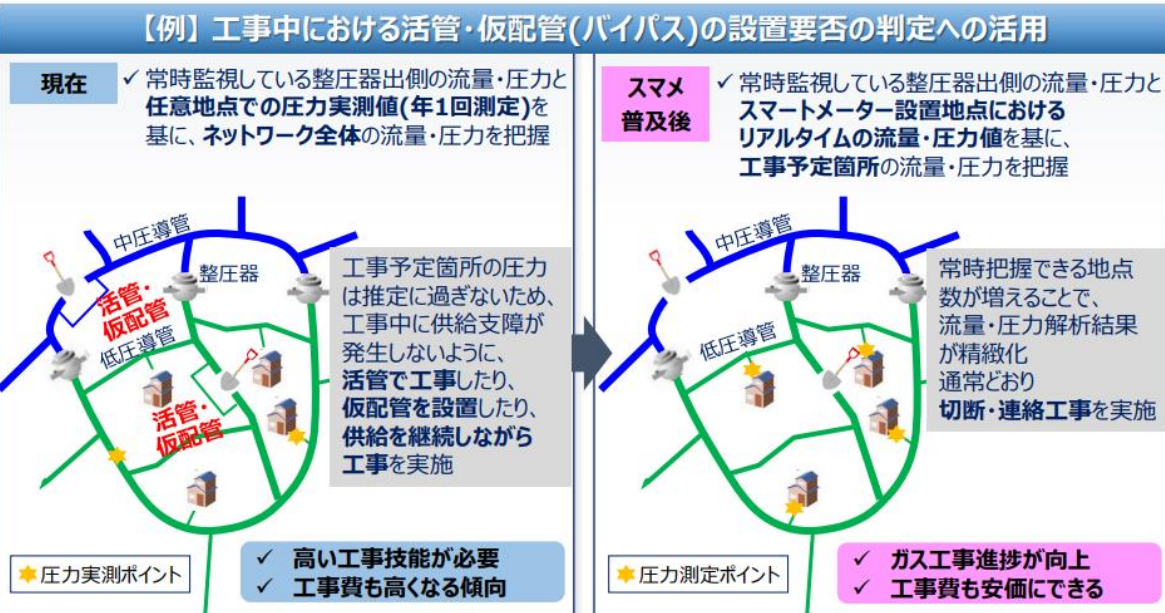 【例】工事中における活管・仮配管(バイパス)の設置要否の判定への活用
現在
✓ 常時監視している整圧器出側の流量・圧力と
任意地点での圧力実測値(年1回測定)を
基に、ネットワーク全体の流量・圧力を把握
中圧導管
整圧器
活管・
仮配管
低圧導管
活管・
仮配管
工事予定箇所の圧力
は推定に過ぎないため、
工事中に供給支障が
発生しないように、
活管で工事したり、
仮配管を設置したり、
供給を継続しながら
工事を実施
圧力実測ポイント
✓ 高い工事技能が必要
✓ 工事費も高くなる傾向
スマメ
普及後
✓ 常時監視している整圧器出側の流量・圧力と
スマートメーター設置地点における
リアルタイムの流量・圧力値を基に、
工事予定箇所の流量・圧力を把握
中圧導管
整圧器
低圧導管
常時把握できる地点
数が増えることで、
流量・圧力解析結果
が精緻化
通常どおり
切断・連絡工事を実施
圧力測定ポイント
✓ ガス工事進捗が向上
✓ 工事費も安価にできる